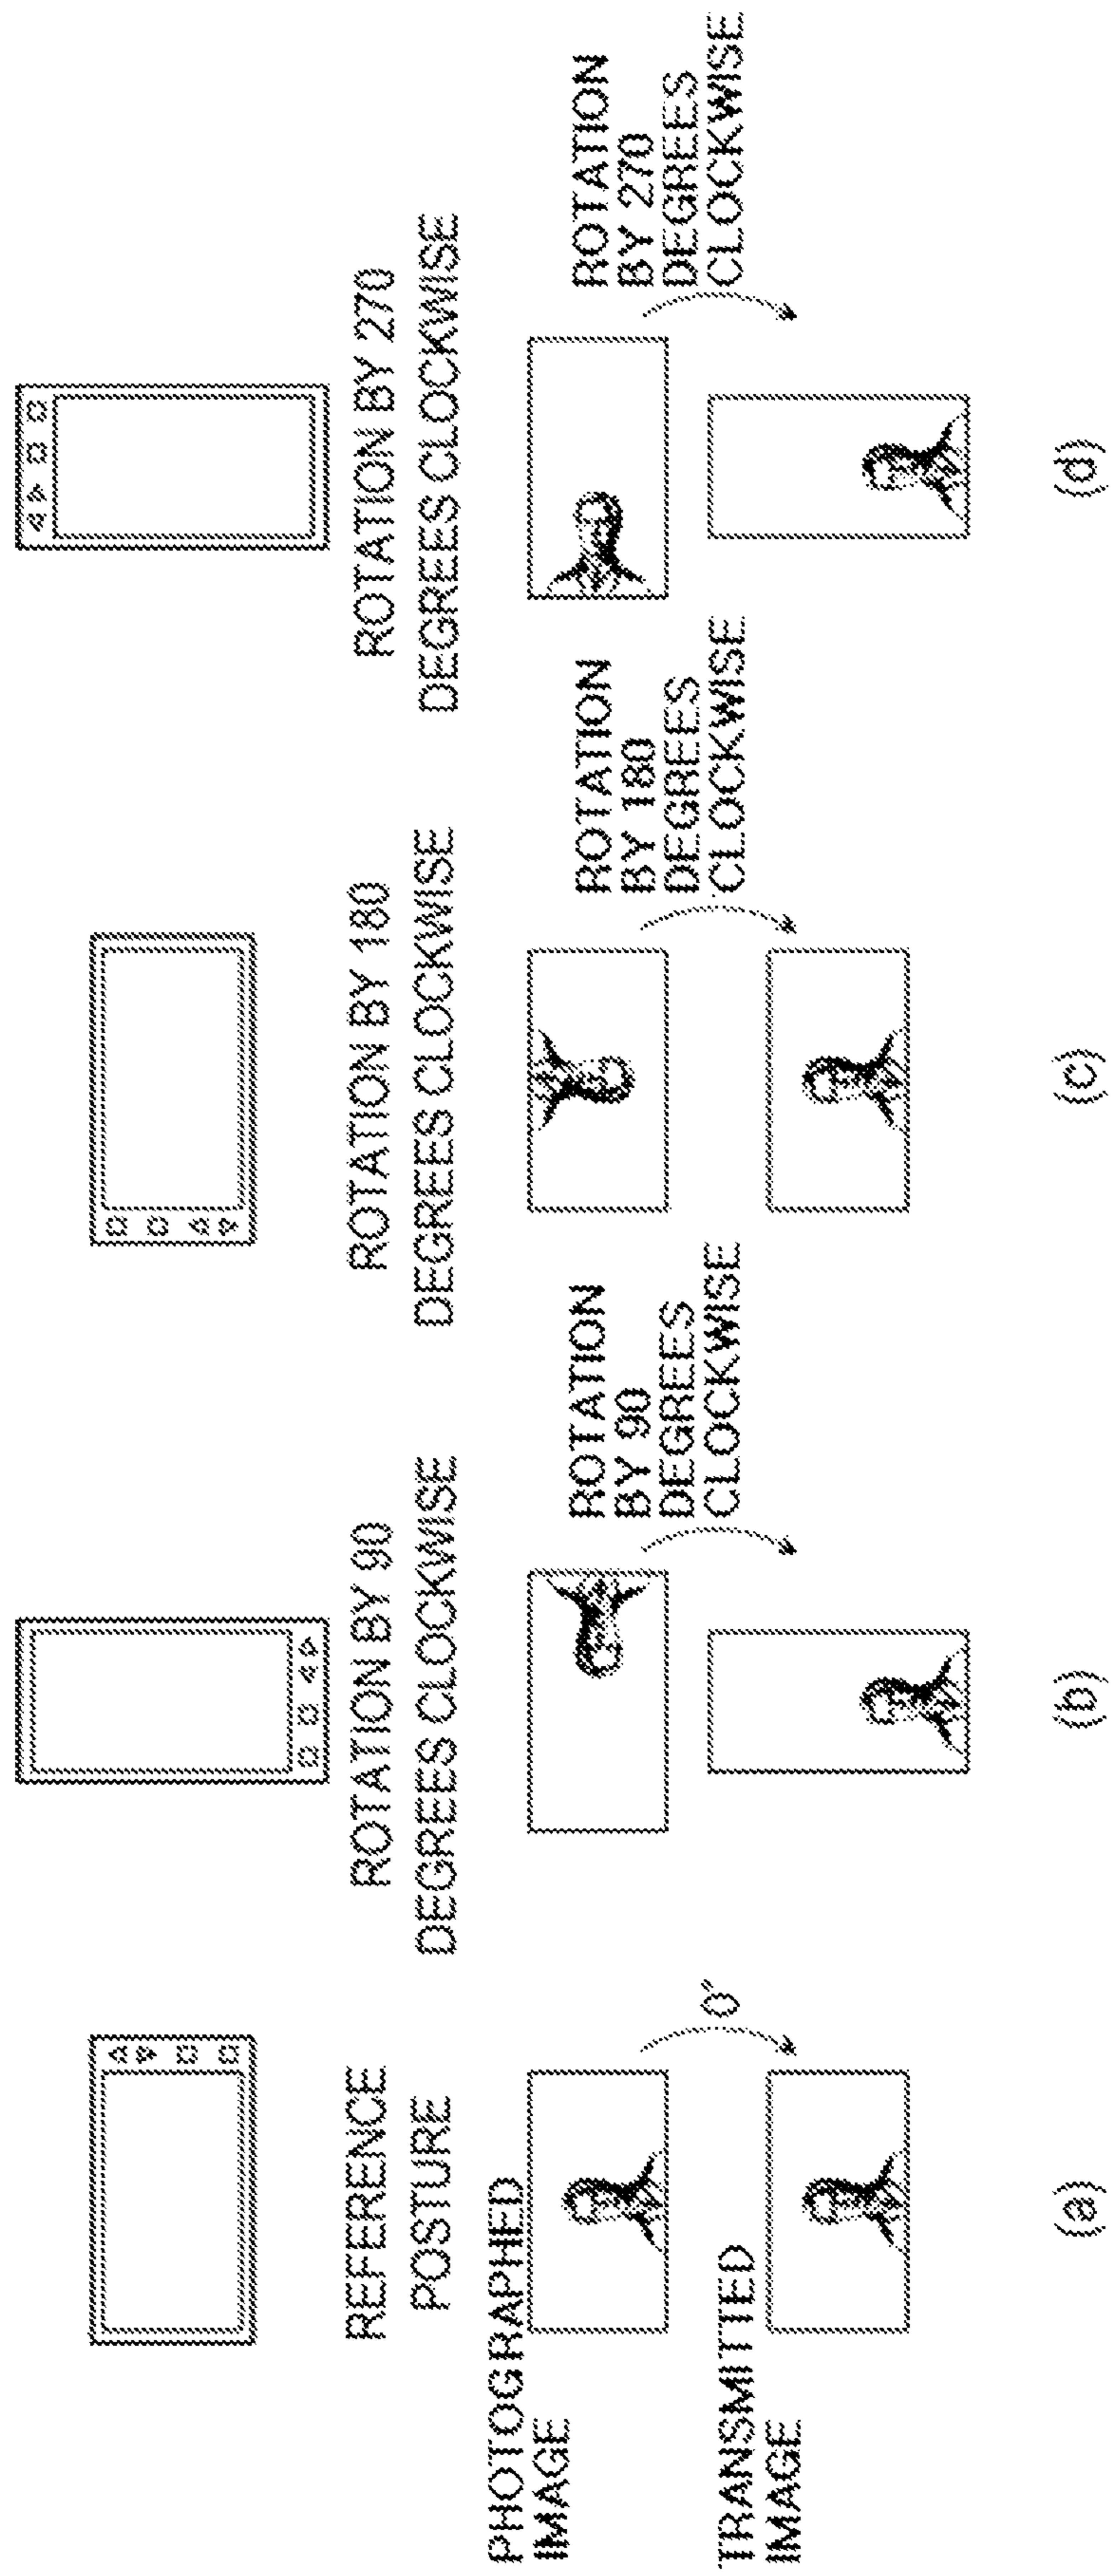 REFERENCE
POSTURE
ROTATION BY 90
DEGREES CLOCKWISE
ROTATION BY 180
DEGREES CLOCKWISE
ROTATION BY 270
DEGREES CLOCKWISE
PHOTOGRAPHED
IMAGE
0°
ROTATION
BY 90
DEGREES
CLOCKWISE
ROTATION
BY 180
DEGREES
CLOCKWISE
ROTATION
BY 270
DEGREES
CLOCKWISE
TRANSMITTED
IMAGE
(a)
(b)
(c)
(d)